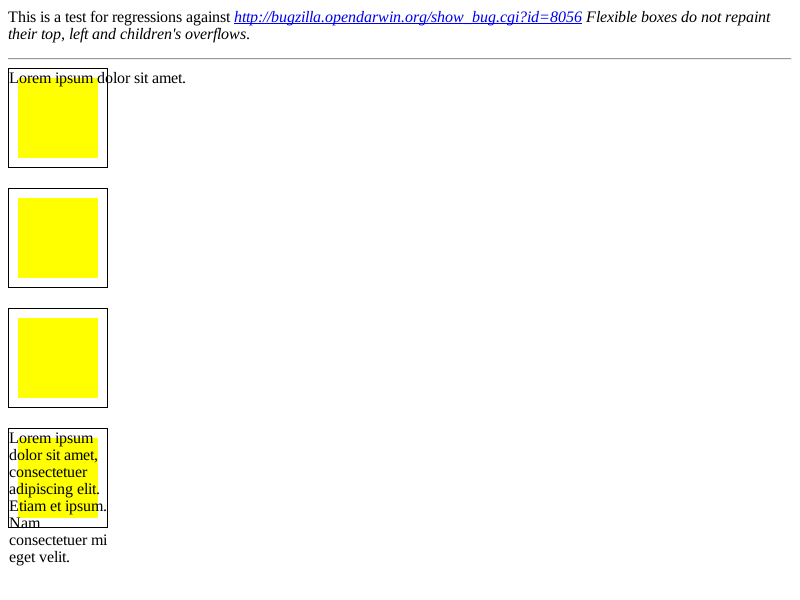 This is a test for regressions against http://bugzilla.opendarwin.org/show_bug.cgi?id=8056 Flexible boxes do not repaint
their top, left and children's overflows.
Lorem ipsum dolor sit amet.
Lorem ipsum
dolor sit amet,
consectetuer
adipiscing elit.
Etiam et ipsum.
Nam
consectetuer mi
eget velit.